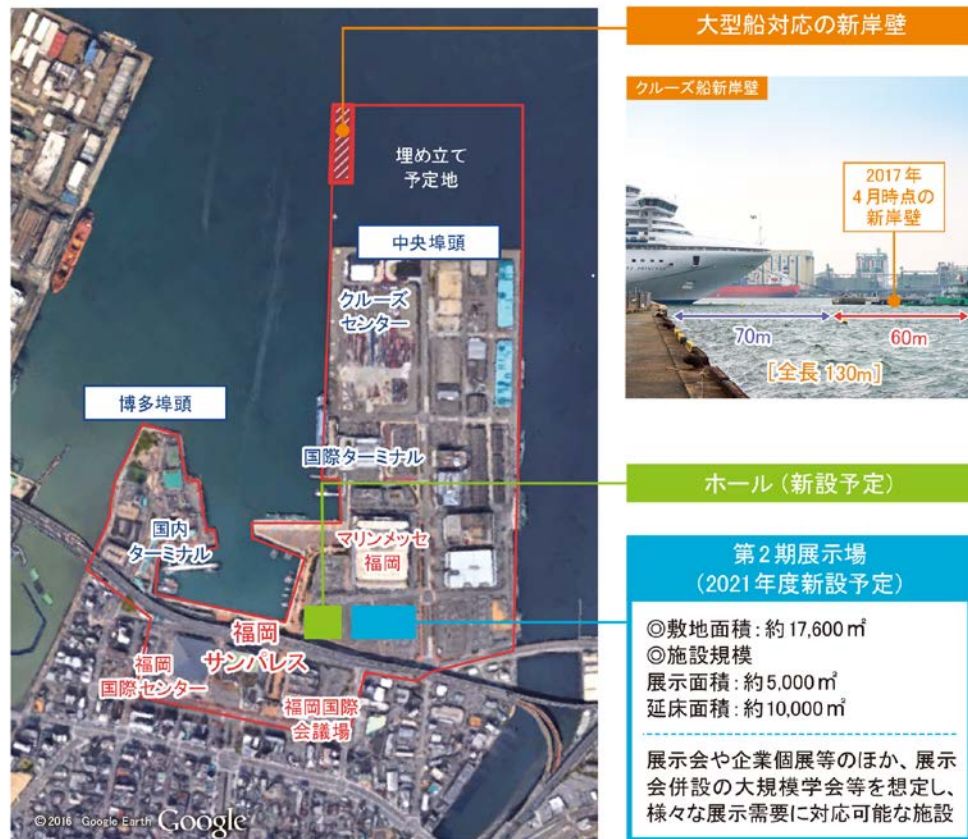 大型船対応の新岸壁
クルーズ船新岸壁
2017年
4月時点の
新岸壁
70m
60m
[全長130m]
埋め立て
予定地
中央埠頭
クルーズ
センター
博多埠頭
国際ターミナル
国内
ターミナル
マリンメッセ
福岡
福岡
サンパレス
福岡
国際センター
福岡国際
会議場
©2016 Google Earth Google
ホール(新設予定)
第2期展示場
(2021年度新設予定)
◎敷地面積:約17,600㎡
◎施設規模
展示面積:約5,000㎡
延床面積:約10,000㎡
展示会や企業個展等のほか、展示
会併設の大規模学会等を想定し、
様々な展示需要に対応可能な施設